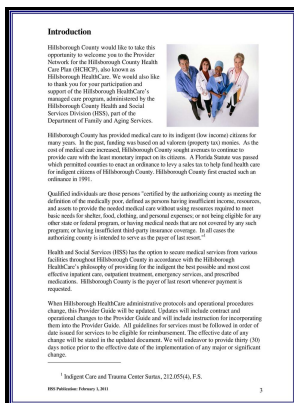 Introduction
Hillsborough County would like to take this
opportunity to welcome you to the Provider
Network for the Hillsborough County Health
Care Plan (HCHCP), also known as
Hillsborough HealthCare. We would also like
to thank you for your participation and
support of the Hillsborough HealthCare's
managed care program, administered by the
Hillsborough County Health and Social
Services Division (HSS), part of the
Department of Family and Aging Services.
Hillsborough County has provided medical care to its indigent (low income) citizens for
many years. In the past, funding was based on ad valorem (property tax) monies. As the
cost of medical care increased, Hillsborough County sought avenues to continue to
provide care with the least monetary impact on its citizens. A Florida Statute was passed
which permitted counties to enact an ordinance to levy a sales tax to help fund health care
for indigent citizens of Hillsborough County. Hillsborough County first enacted such an
ordinance in 1991.
Qualified individuals are those persons "certified by the authorizing county as meeting the
definition of the medically poor, defined as persons having insufficient income, resources,
and assets to provide the needed medical care without using resources required to meet
basic needs for shelter, food, clothing, and personal expenses; or not being eligible for any
other state or federal program, or having medical needs that are not covered by any such
program; or having insufficient third-party insurance coverage. In all cases the
authorizing county is intended to serve as the payer of last resort."1
Health and Social Services (HSS) has the option to secure medical services from various
facilities throughout Hillsborough County in accordance with the Hillsborough
HealthCare's philosophy of providing for the indigent the best possible and most cost
effective inpatient care, outpatient treatment, emergency services, and prescribed
medications. Hillsborough County is the payer of last resort whenever payment is
requested.
When Hillsborough HealthCare administrative protocols and operational procedures
change, this Provider Guide will be updated. Updates will include contract and
operational changes to the Provider Guide and will include instruction for incorporating
them into the Provider Guide. All guidelines for services must be followed in order of
date issued for services to be eligible for reimbursement. The effective date of any
change will be stated in the updated document. We will endeavor to provide thirty (30)
days notice prior to the effective date of the implementation of any major or significant
change.
1 Indigent Care and Trauma Center Surtax, 212.055(4), F.S.
HSS Publication: February 1, 2011
3